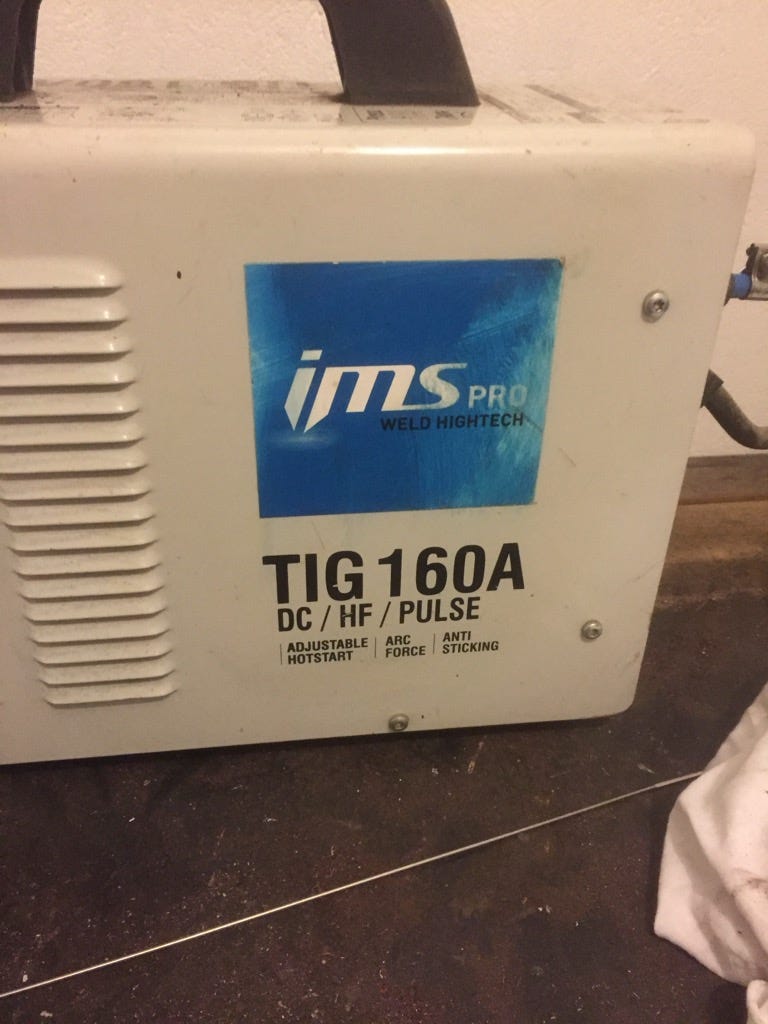 ims PRO
WELD HIGHTECH
TIG 160A
DC / HF / PULSE
ADJUSTABLE HOTSTART | ARC FORCE | ANTI STICKING